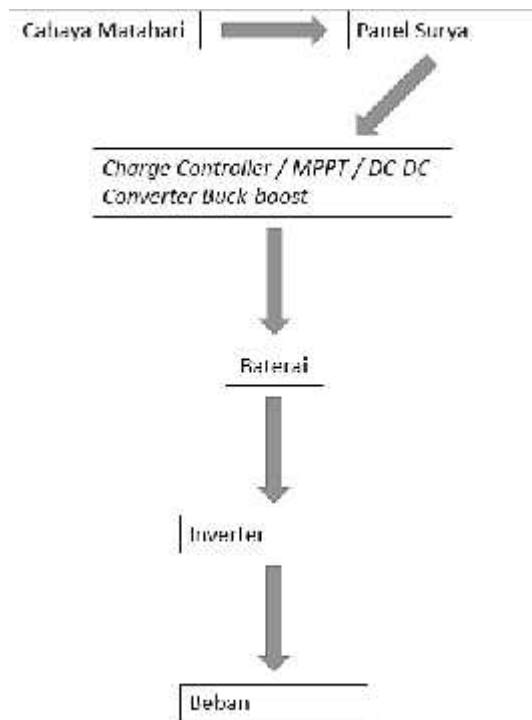 Cahaya Matahari
Panel Surya
Charge Controller / MPPT / DC DC
Converter Buck boost
Baterai
Inverter
Beban